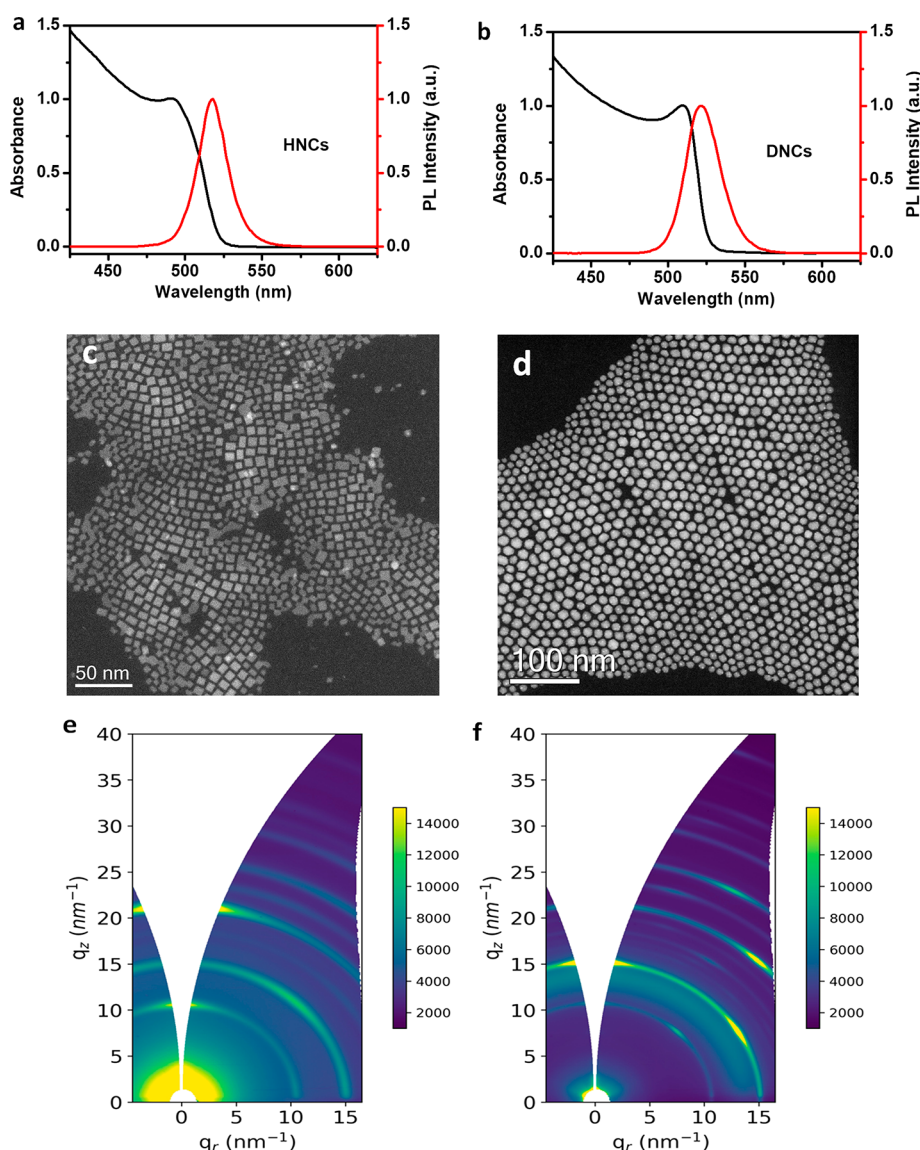 a
1.5
1.0
0.5
0.0
Absorbance
HNCs
1.5
1.0
0.5
0.0
PL Intensity (a.u.)
450 500 550 600
Wavelength (nm)
b
1.5
1.0
0.5
0.0
Absorbance
DNCs
1.5
1.0
0.5
0.0
PL Intensity (a.u.)
450 500 550 600
Wavelength (nm)
c
50 nm
d
100 nm
e
40
35
30
25
20
15
10
5
0
q_z (nm⁻¹)
0 5 10 15
q_r (nm⁻¹)
14000
12000
10000
8000
6000
4000
2000
f
40
35
30
25
20
15
10
5
0
q_z (nm⁻¹)
0 5 10 15
q_r (nm⁻¹)
14000
12000
10000
8000
6000
4000
2000